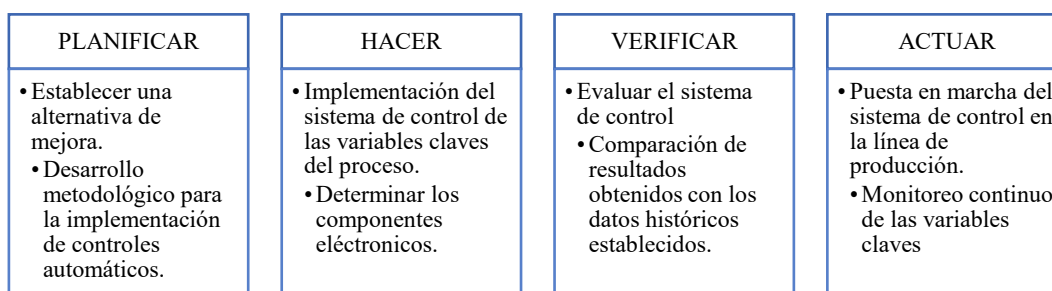 PLANIFICAR
• Establecer una
alternativa de
mejora.
• Desarrollo
metodológico para
la implementación
de controles
automáticos.
HACER
• Implementación del
sistema de control de
las variables claves
del proceso.
• Determinar los
componentes
eléctronicos.
VERIFICAR
• Evaluar el sistema
de control
• Comparación de
resultados
obtenidos con los
datos históricos
establecidos.
ACTUAR
• Puesta en marcha del
sistema de control en
la línea de
producción.
• Monitoreo continuo
de las variables
claves